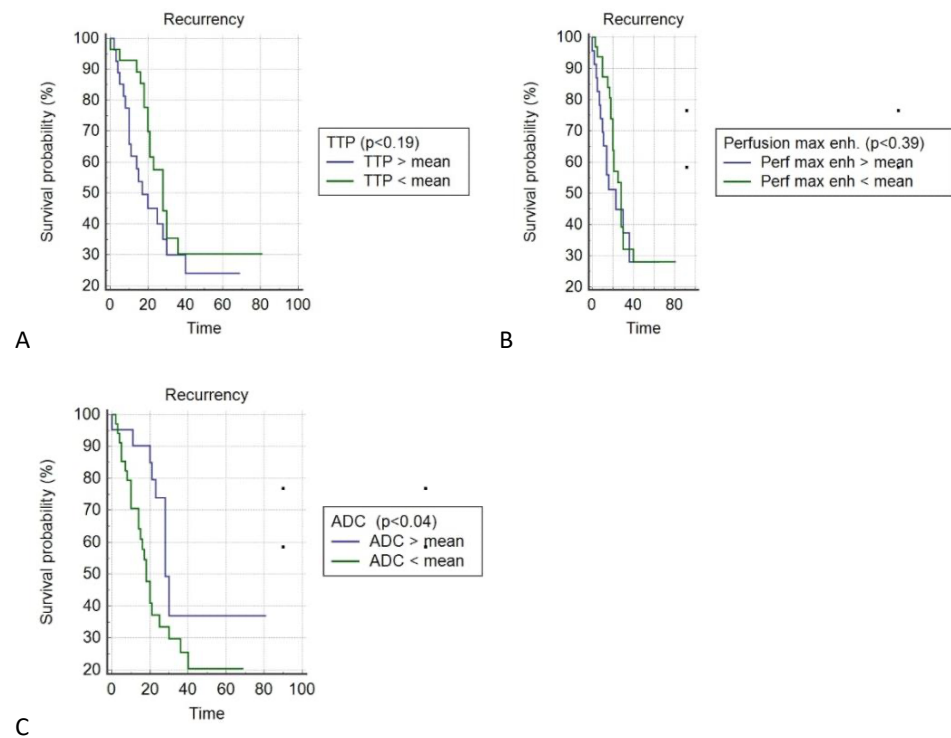 Recurrency
Survival probability (%)
100
90
80
70
60
50
40
30
20
0 20 40 60 80 100
Time
TTP (p<0.19)
TTP > mean
TTP < mean
A
Recurrency
Survival probability (%)
100
90
80
70
60
50
40
30
20
0 20 40 60 80
Time
Perfusion max enh. (p<0.39)
Perf max enh > mean
Perf max enh < mean
B
Recurrency
Survival probability (%)
100
90
80
70
60
50
40
30
20
0 20 40 60 80 100
Time
ADC (p<0.04)
ADC > mean
ADC < mean
C